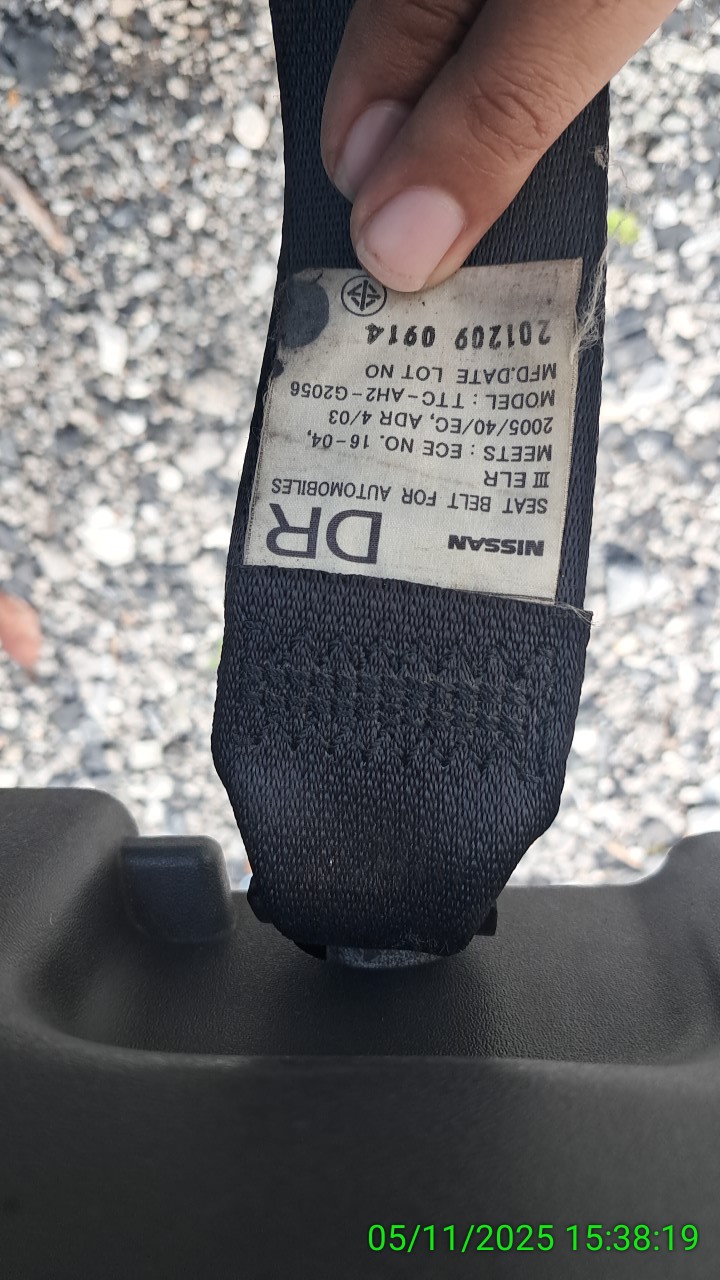 NISSAN
DR
SEAT BELT FOR AUTOMOBILES
III ELR
MEETS : ECE NO. 16-04,
2005/40/EC, ADR 4/03
MODEL : TTC-AH2-G2056
MFD.DATE LOT NO
201209 0914
05/11/2025 15:38:19